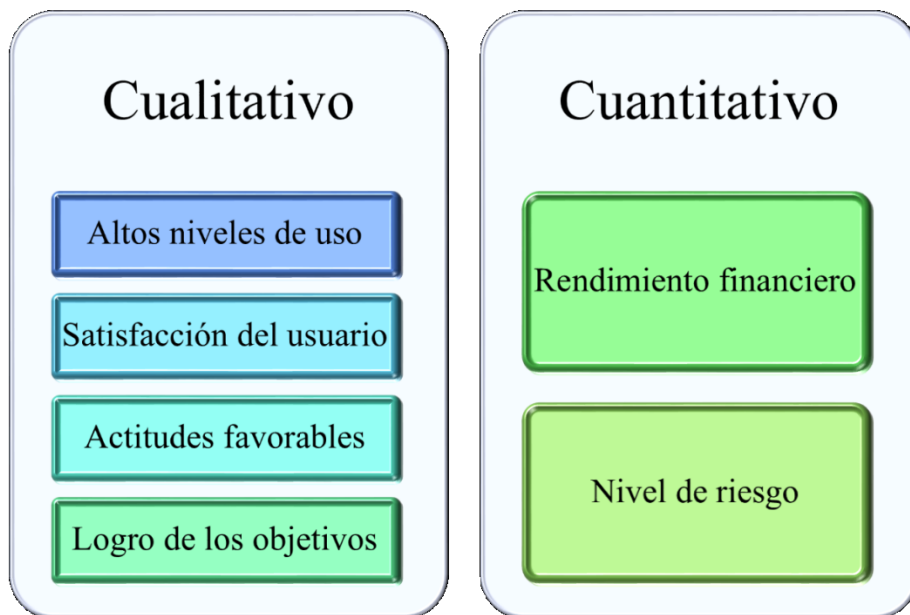 Cualitativo
Altos niveles de uso
Satisfacción del usuario
Actitudes favorables
Logro de los objetivos
Cuantitativo
Rendimiento financiero
Nivel de riesgo